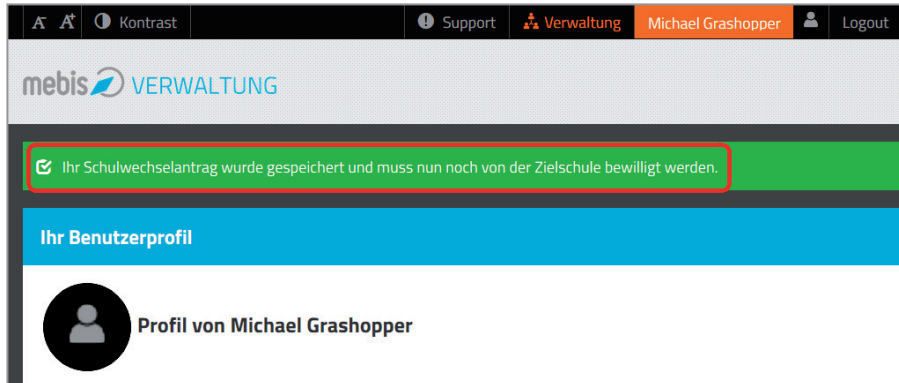 A- A+ Kontrast Support Verwaltung Michael Grashopper Logout
mebis VERWALTUNG
Ihr Schulwechselantrag wurde gespeichert und muss nun noch von der Zielschule bewilligt werden.
Ihr Benutzerprofil
Profil von Michael Grashopper